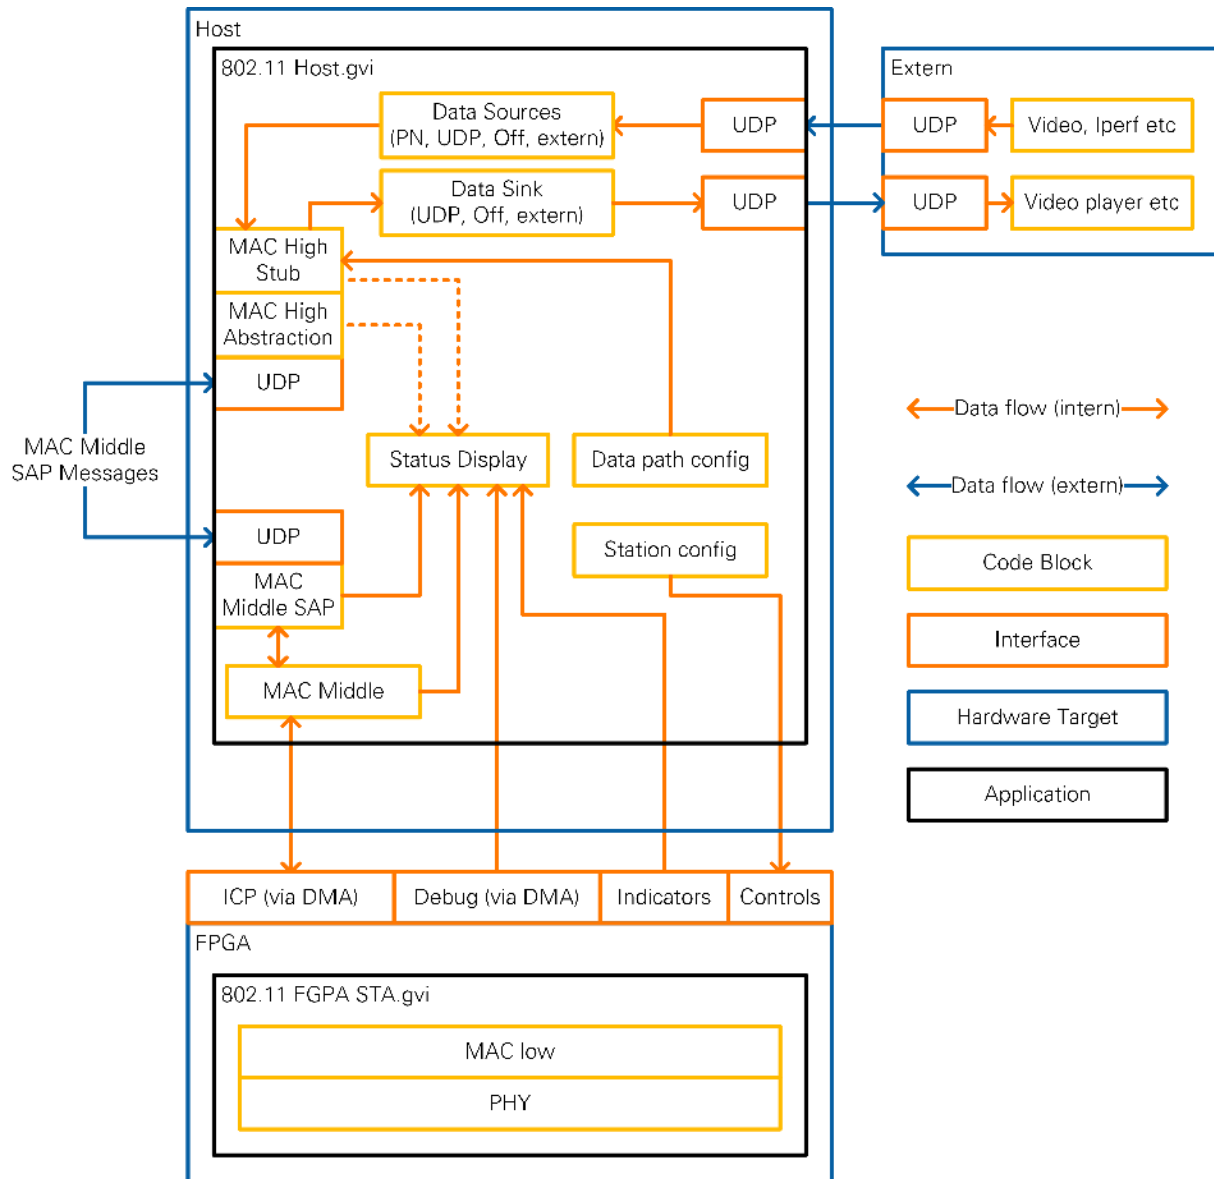 Host
802.11 Host.gvi
Data Sources
(PN, UDP, Off, extern)
UDP
Data Sink
(UDP, Off, extern)
UDP
Extern
UDP
Video, Iperf etc
UDP
Video player etc
MAC High
Stub
MAC High
Abstraction
UDP
MAC Middle
SAP Messages
Status Display
Data path config
UDP
Station config
MAC
Middle SAP
MAC Middle
Data flow (intern)
Data flow (extern)
Code Block
Interface
Hardware Target
Application
ICP (via DMA)
Debug (via DMA)
Indicators
Controls
FPGA
802.11 FGPA STA.gvi
MAC low
PHY